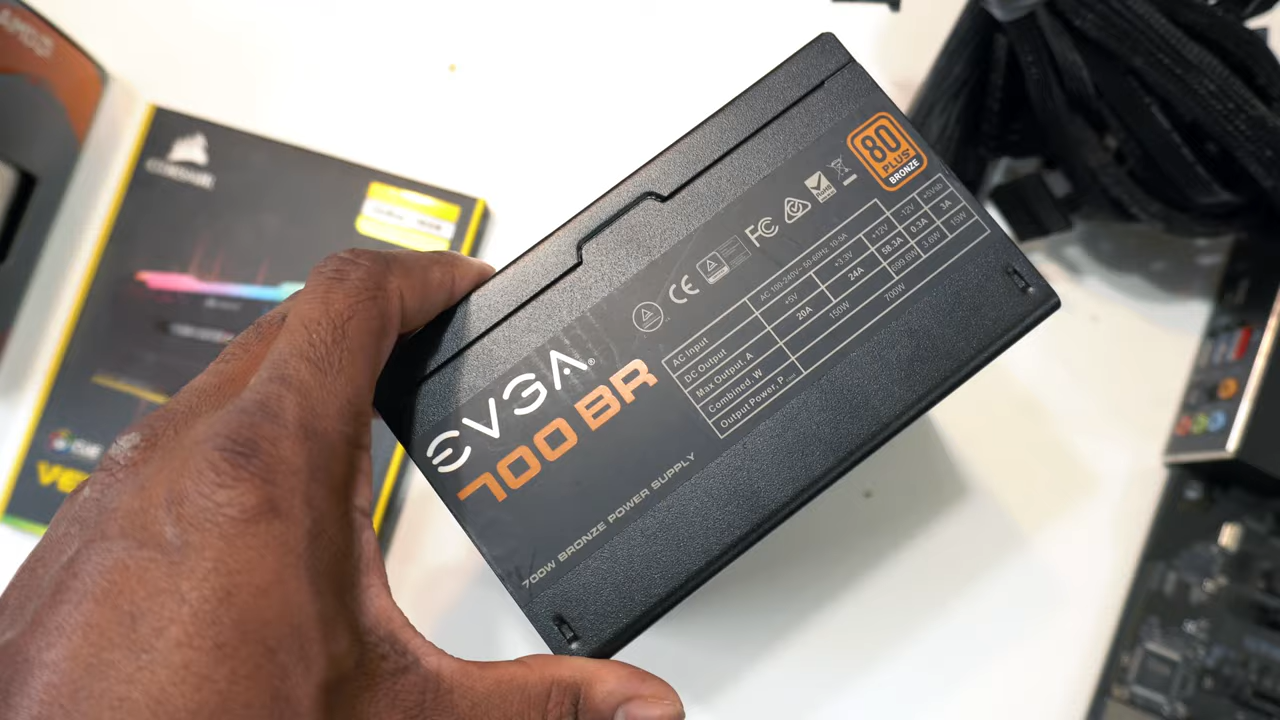 AMD
CORSAIR
EVGA®
700 BR
700W BRONZE POWER SUPPLY
CE
FC
RoHS
80
PLUS
BRONZE
AC Input AC 100-240V~ 50-60Hz, 10-5A
DC Output +5V +3.3V +12V -12V +5Vsb
Max Output, A 20A 24A 58.3A 0.3A 3A
Combined, W 150W 699.6W 3.6W 15W
Output Power, P 700W